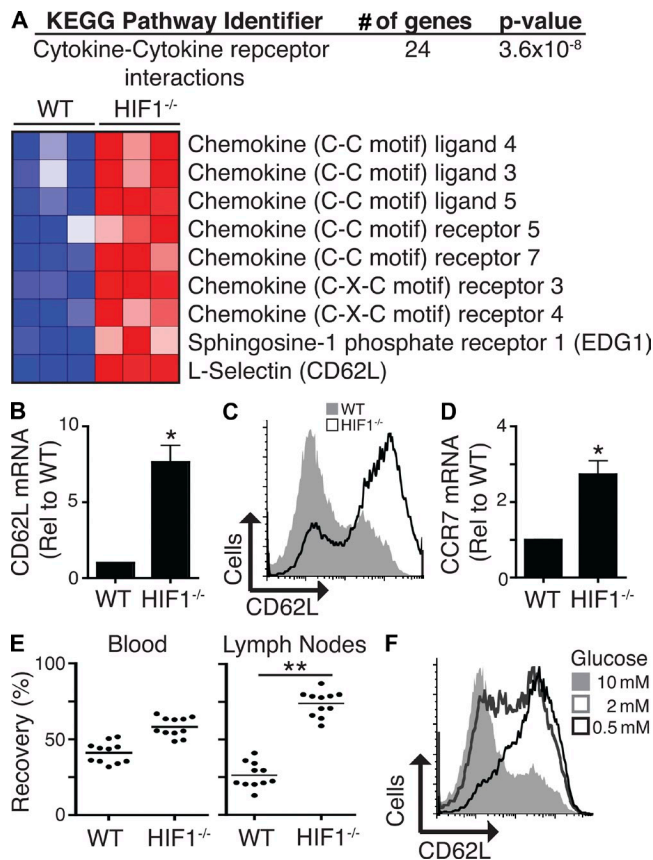 A KEGG Pathway Identifier # of genes p-value
Cytokine-Cytokine repceptor 24 3.6x10⁻⁸
interactions
WT HIF1⁻/⁻
Chemokine (C-C motif) ligand 4
Chemokine (C-C motif) ligand 3
Chemokine (C-C motif) ligand 5
Chemokine (C-C motif) receptor 5
Chemokine (C-C motif) receptor 7
Chemokine (C-X-C motif) receptor 3
Chemokine (C-X-C motif) receptor 4
Sphingosine-1 phosphate receptor 1 (EDG1)
L-Selectin (CD62L)
B
CD62L mRNA
(Rel to WT)
10
5
0
*
WT HIF1⁻/⁻
C
WT
HIF1⁻/⁻
Cells
CD62L
D
CCR7 mRNA
(Rel to WT)
4
2
0
*
WT HIF1⁻/⁻
E
Blood Lymph Nodes
Recovery (%)
100
50
0
100
50
0
**
WT HIF1⁻/⁻
WT HIF1⁻/⁻
F
Glucose
10 mM
2 mM
0.5 mM
Cells
CD62L